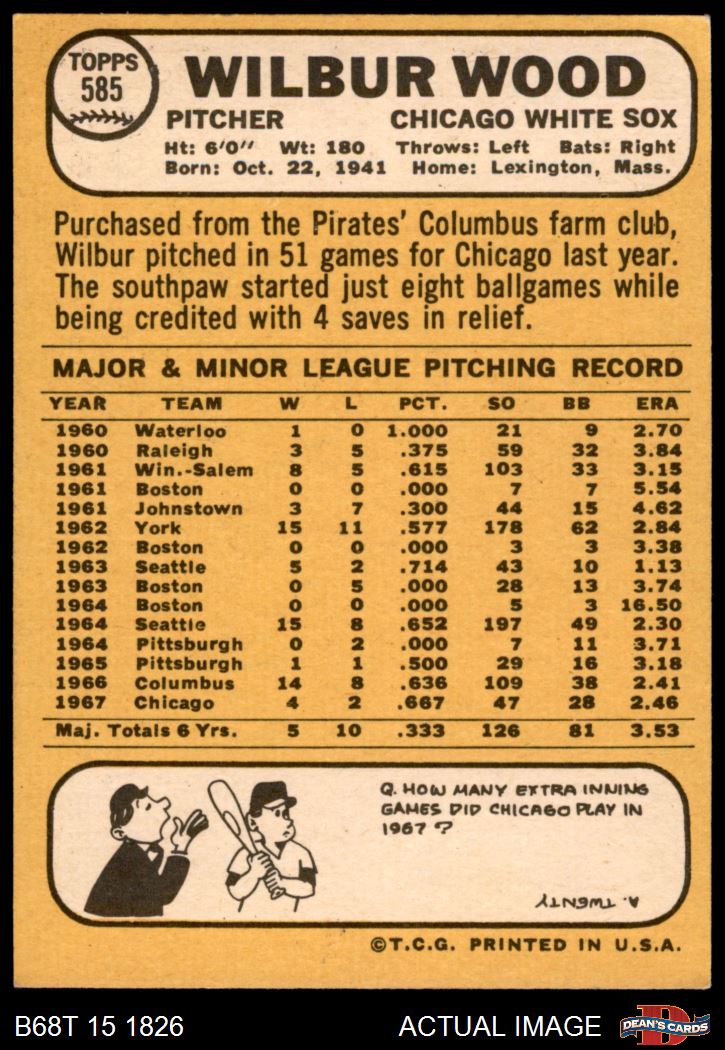 TOPPS
585
WILBUR WOOD
PITCHER CHICAGO WHITE SOX
Ht: 6'0" Wt: 180 Throws: Left Bats: Right
Born: Oct. 22, 1941 Home: Lexington, Mass.
Purchased from the Pirates' Columbus farm club,
Wilbur pitched in 51 games for Chicago last year.
The southpaw started just eight ballgames while
being credited with 4 saves in relief.
MAJOR & MINOR LEAGUE PITCHING RECORD
YEAR TEAM W L PCT. SO BB ERA
1960 Waterloo 1 0 1.000 21 9 2.70
1960 Raleigh 3 5 .375 59 32 3.84
1961 Win.-Salem 8 5 .615 103 33 3.15
1961 Boston 0 0 .000 7 7 5.54
1961 Johnstown 3 7 .300 44 15 4.62
1962 York 15 11 .577 178 62 2.84
1962 Boston 0 0 .000 3 3 3.38
1963 Seattle 5 2 .714 43 10 1.13
1963 Boston 0 5 .000 28 13 3.74
1964 Boston 0 0 .000 5 3 16.50
1964 Seattle 15 8 .652 197 49 2.30
1964 Pittsburgh 0 2 .000 7 11 3.71
1965 Pittsburgh 1 1 .500 29 16 3.18
1966 Columbus 14 8 .636 109 38 2.41
1967 Chicago 4 2 .667 47 28 2.46
Maj. Totals 6 Yrs. 5 10 .333 126 81 3.53
Q. HOW MANY EXTRA INNING
GAMES DID CHICAGO PLAY IN
1967 ?
A. TWENTY
©T.C.G. PRINTED IN U.S.A.
B68T 15 1826 ACTUAL IMAGE D DEAN'S CARDS